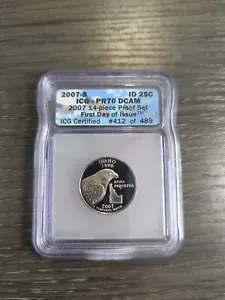 2007-S ID 25C
ICG - PR70 DCAM
2007 14-piece Proof Set
First Day of Issue™
ICG Certified #412 of 489
IDAHO
1890
ESTO
PERPETUA
2007